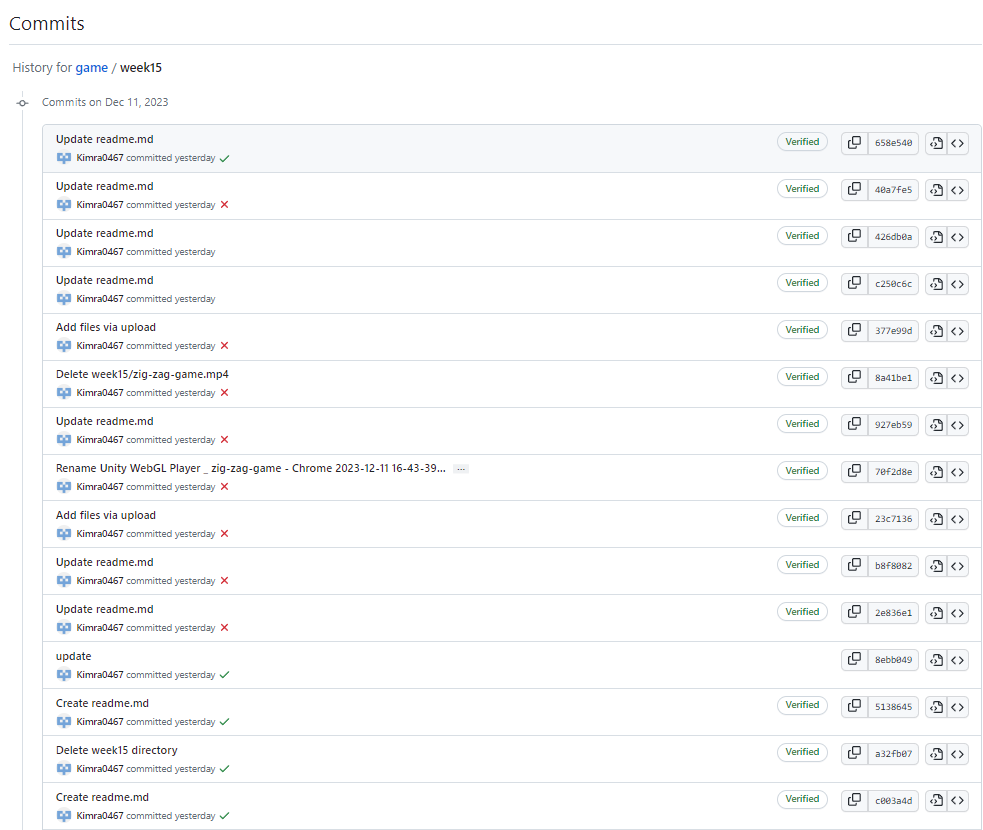 Commits
History for game / week15
Commits on Dec 11, 2023
Update readme.md
Verified
658e540
Kimra0467 committed yesterday
Update readme.md
Verified
40a7fe5
Kimra0467 committed yesterday
Update readme.md
Verified
426db0a
Kimra0467 committed yesterday
Update readme.md
Verified
c250c6c
Kimra0467 committed yesterday
Add files via upload
Verified
377e99d
Kimra0467 committed yesterday
Delete week15/zig-zag-game.mp4
Verified
8a41be1
Kimra0467 committed yesterday
Update readme.md
Verified
927eb59
Kimra0467 committed yesterday
Rename Unity WebGL Player _ zig-zag-game - Chrome 2023-12-11 16-43-39... …
Verified
70f2d8e
Kimra0467 committed yesterday
Add files via upload
Verified
23c7136
Kimra0467 committed yesterday
Update readme.md
Verified
b8f8082
Kimra0467 committed yesterday
Update readme.md
Verified
2e836e1
Kimra0467 committed yesterday
update
8ebb049
Kimra0467 committed yesterday
Create readme.md
Verified
5138645
Kimra0467 committed yesterday
Delete week15 directory
Verified
a32fb07
Kimra0467 committed yesterday
Create readme.md
Verified
c003a4d
Kimra0467 committed yesterday